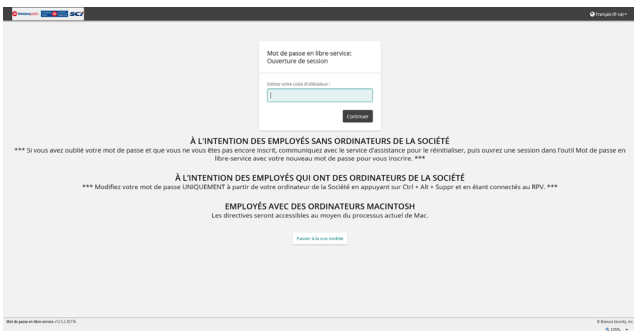 SCI
Français (fr-ca)
Mot de passe en libre-service:
Ouverture de session
Entrez votre code d'utilisateur :
Continuer
À L'INTENTION DES EMPLOYÉS SANS ORDINATEURS DE LA SOCIÉTÉ
*** Si vous avez oublié votre mot de passe et que vous ne vous êtes pas encore inscrit, communiquez avec le service d'assistance pour le réinitialiser, puis ouvrez une session dans l'outil Mot de passe en
libre-service avec votre nouveau mot de passe pour vous inscrire. ***
À L'INTENTION DES EMPLOYÉS QUI ONT DES ORDINATEURS DE LA SOCIÉTÉ
*** Modifiez votre mot de passe UNIQUEMENT à partir de votre ordinateur de la Société en appuyant sur Ctrl + Alt + Suppr et en étant connectés au RPV. ***
EMPLOYÉS AVEC DES ORDINATEURS MACINTOSH
Les directives seront accessibles au moyen du processus actuel de Mac.
Passer à la vue mobile
Mot de passe en libre-service
125%